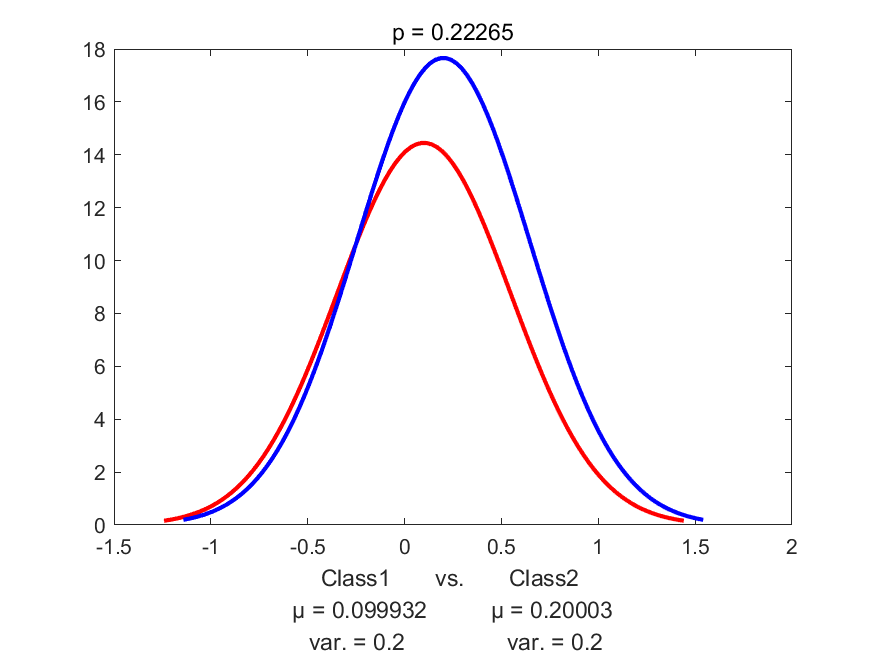 p = 0.22265
18
16
14
12
10
8
6
4
2
0
-1.5 -1 -0.5 0 0.5 1 1.5 2
Class1 vs. Class2
μ = 0.099932 μ = 0.20003
var. = 0.2 var. = 0.2